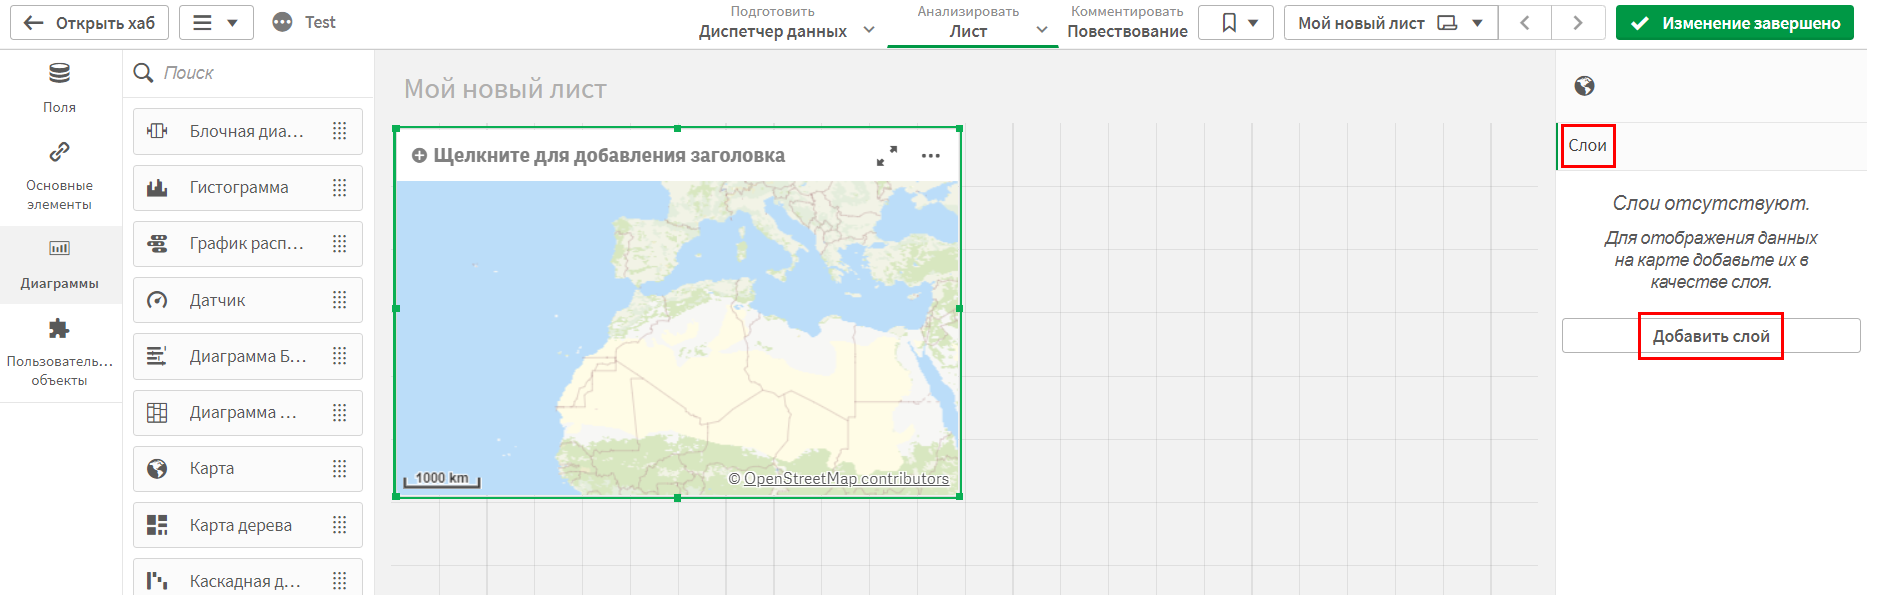 Открыть хаб
Test
Подготовить
Диспетчер данных
Анализировать
Лист
Комментировать
Повествование
Мой новый лист
Изменение завершено
Поля
Основные
элементы
Диаграммы
Пользователь...
объекты
Поиск
Блочная диа...
Гистограмма
График расп...
Датчик
Диаграмма Б...
Диаграмма ...
Карта
Карта дерева
Каскадная д...
Мой новый лист
Щелкните для добавления заголовка
1000 km
© OpenStreetMap contributors
Слои
Слои отсутствуют.
Для отображения данных
на карте добавьте их в
качестве слоя.
Добавить слой